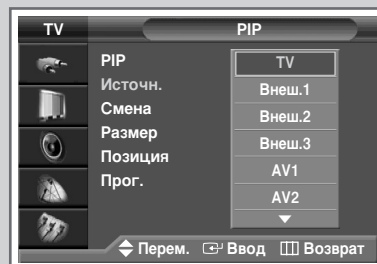 TV PIP
PIP
Источн.
Смена
Размер
Позиция
Прог.
TV
Внеш.1
Внеш.2
Внеш.3
AV1
AV2
Перем. Ввод Возврат